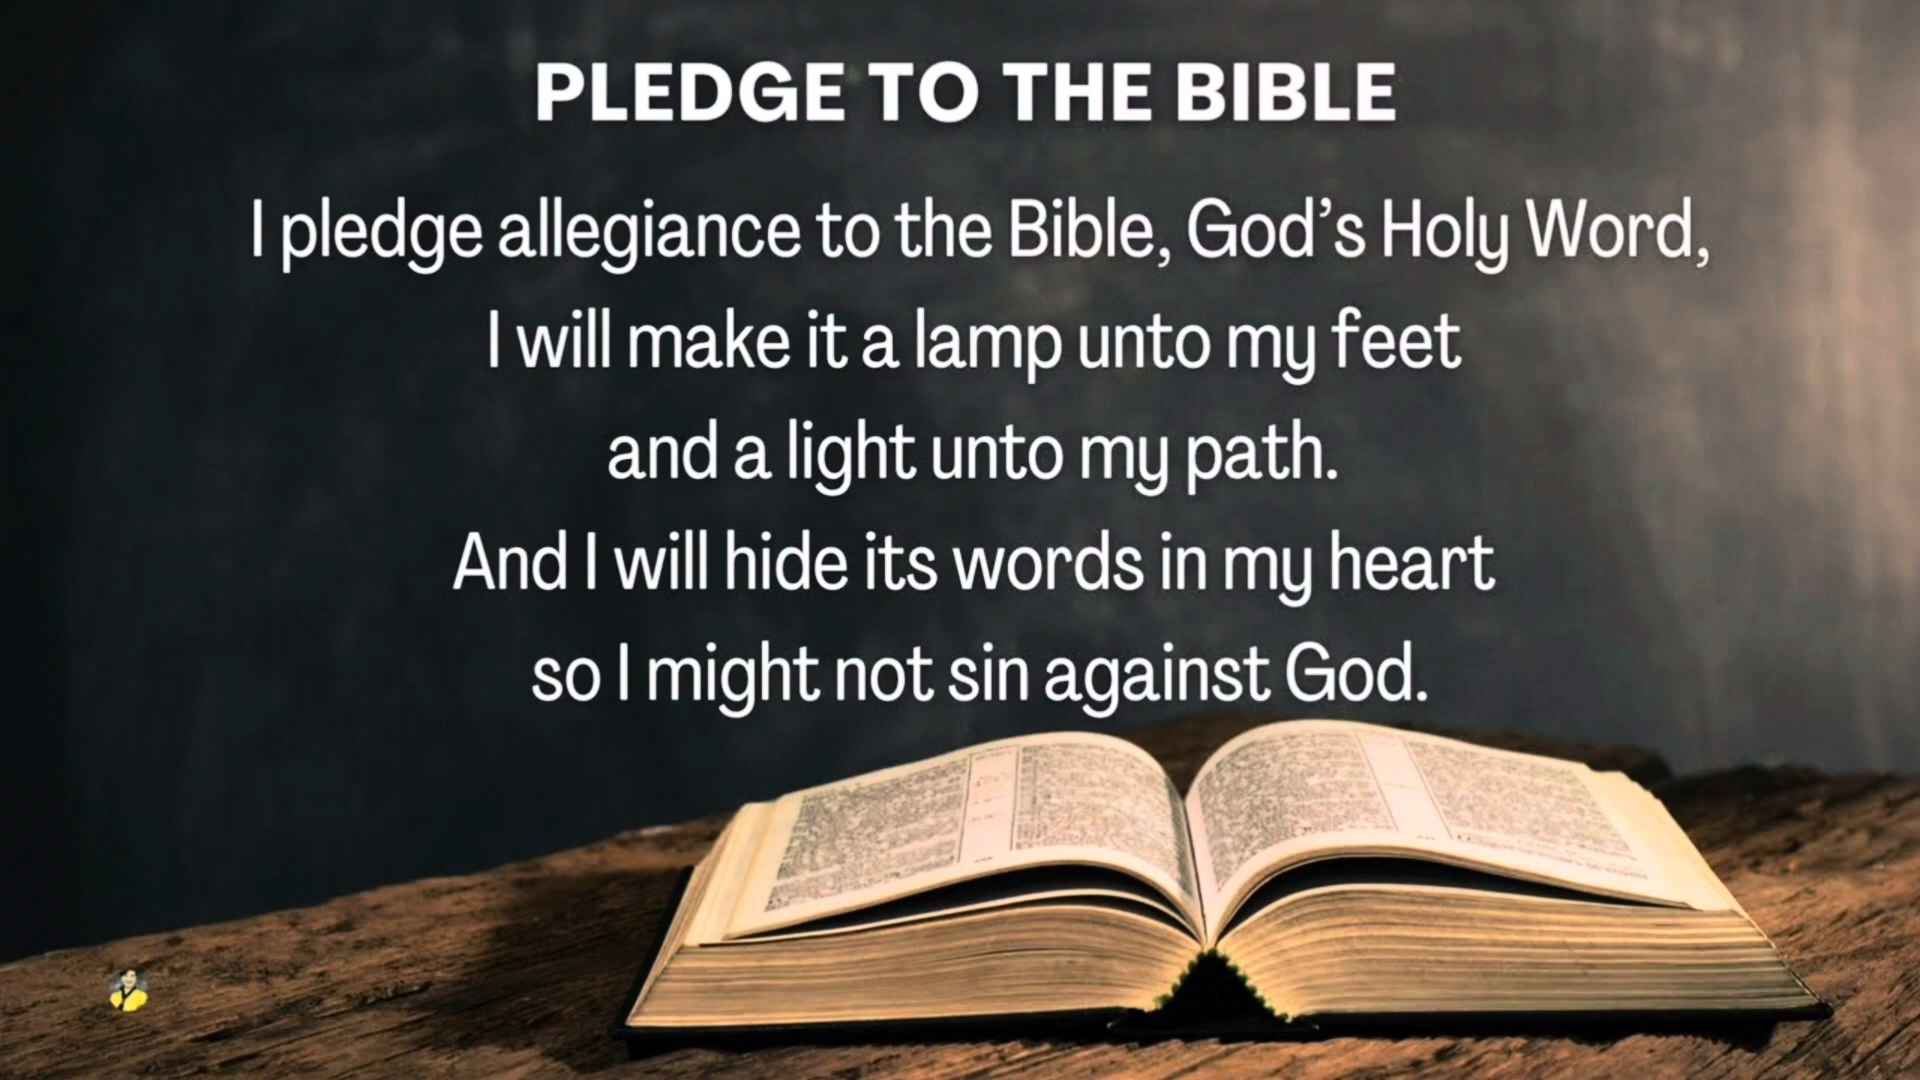 PLEDGE TO THE BIBLE
I pledge allegiance to the Bible, God’s Holy Word,
I will make it a lamp unto my feet
and a light unto my path.
And I will hide its words in my heart
so I might not sin against God.